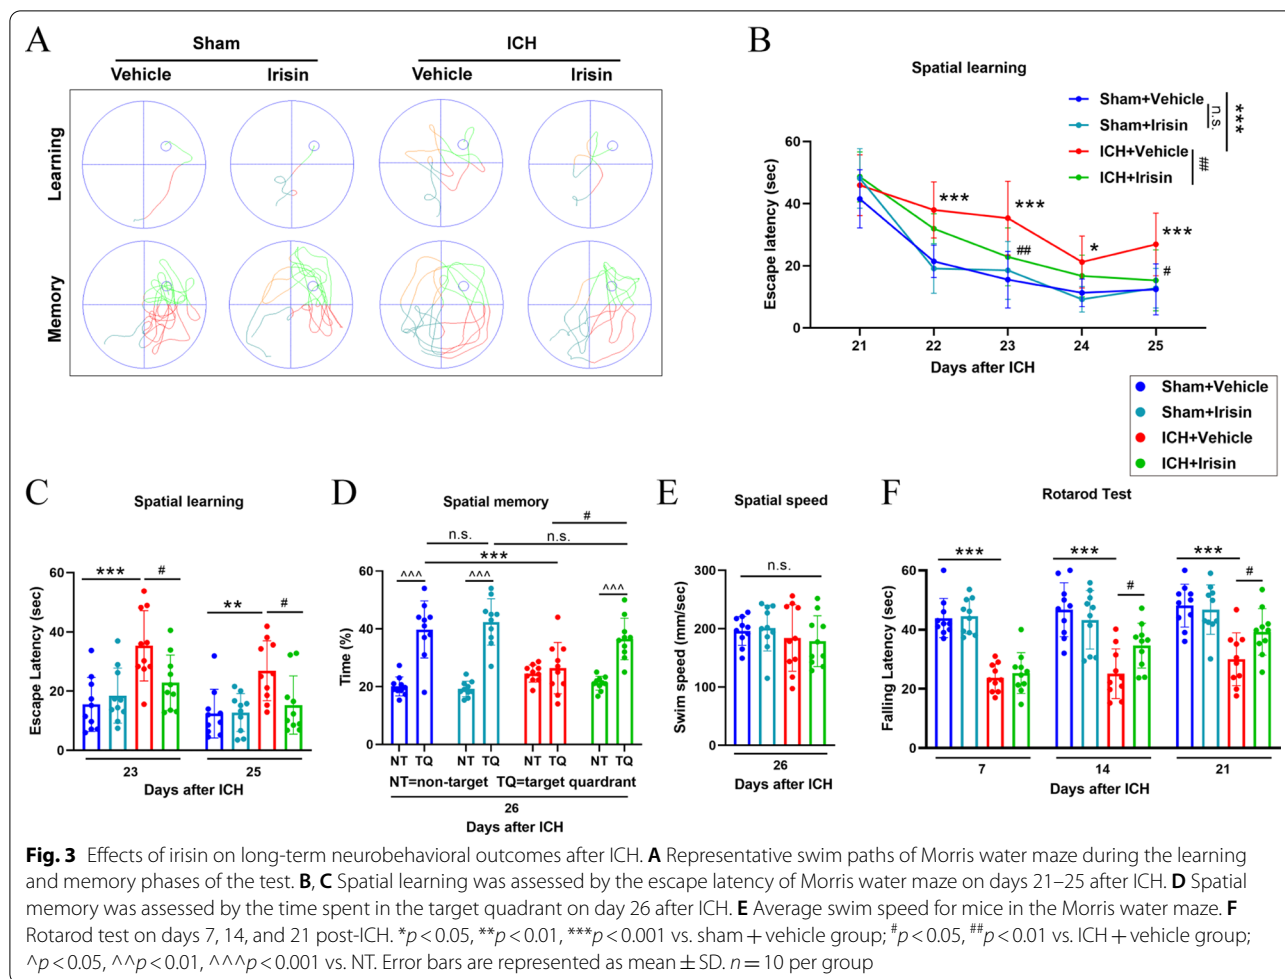 A
Sham
ICH
Vehicle
Irisin
Vehicle
Irisin
Learning
Memory
B
Spatial learning
Sham+Vehicle
Sham+Irisin
ICH+Vehicle
ICH+Irisin
n.s.
***
##
Escape latency (sec)
60
40
20
0
***
***
##
*
***
#
21 22 23 24 25
Days after ICH
Sham+Vehicle
Sham+Irisin
ICH+Vehicle
ICH+Irisin
C
Spatial learning
Escape Latency (sec)
60
40
20
0
*** #
** #
23 25
Days after ICH
D
Spatial memory
Time (%)
60
40
20
0
#
n.s. n.s.
***
^^^ ^^^ ^^^
NT TQ NT TQ NT TQ NT TQ
NT=non-target TQ=target quadrant
26
Days after ICH
E
Spatial speed
Swim speed (mm/sec)
300
200
100
0
n.s.
26
Days after ICH
F
Rotarod Test
Falling Latency (sec)
60
40
20
0
*** *** # *** #
7 14 21
Days after ICH
Fig. 3 Effects of irisin on long-term neurobehavioral outcomes after ICH. A Representative swim paths of Morris water maze during the learning
and memory phases of the test. B, C Spatial learning was assessed by the escape latency of Morris water maze on days 21–25 after ICH. D Spatial
memory was assessed by the time spent in the target quadrant on day 26 after ICH. E Average swim speed for mice in the Morris water maze. F
Rotarod test on days 7, 14, and 21 post-ICH. *p < 0.05, **p < 0.01, ***p < 0.001 vs. sham + vehicle group; #p < 0.05, ##p < 0.01 vs. ICH + vehicle group;
^p < 0.05, ^^p < 0.01, ^^^p < 0.001 vs. NT. Error bars are represented as mean ± SD. n = 10 per group